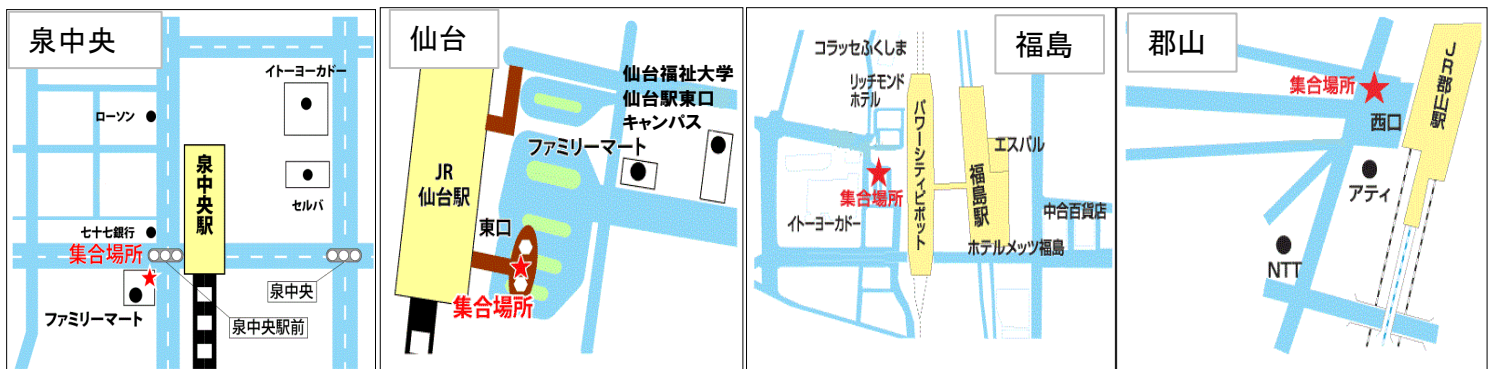 泉中央
イトーヨーカドー
ローソン
泉中央駅
セルバ
七十七銀行
集合場所
泉中央
ファミリーマート
泉中央駅前
仙台
仙台福祉大学
仙台駅東口
キャンパス
ファミリーマート
JR
仙台駅
東口
集合場所
福島
コラッセふくしま
リッチモンド
ホテル
パワーシティピボット
エスパル
福島駅
集合場所
イトーヨーカドー
中合百貨店
ホテルメッツ福島
郡山
JR郡山駅
集合場所
西口
アティ
NTT